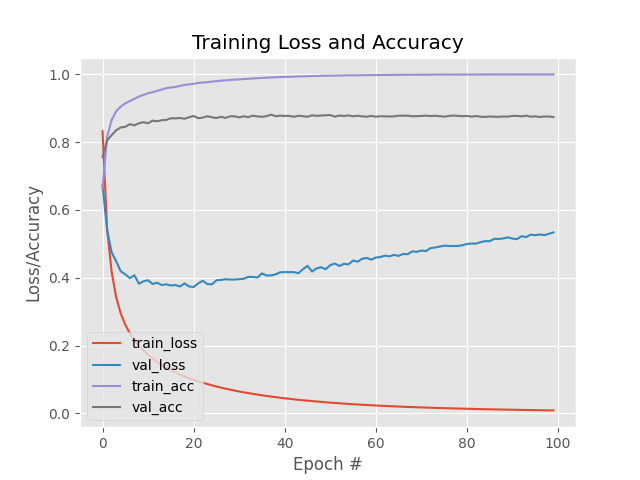 Training Loss and Accuracy
1.0
0.8
0.6
0.4
0.2
0.0
Loss/Accuracy
train_loss
val_loss
train_acc
val_acc
0 20 40 60 80 100
Epoch #